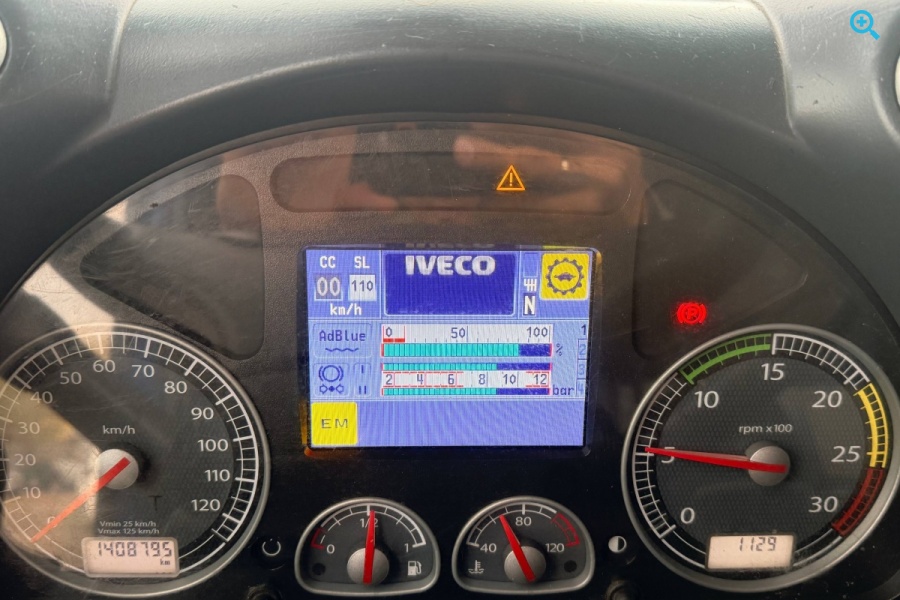 IVECO
CC SL
00 110
km/h
N
AdBlue
0 50 100
%
I
2 4 6 8 10 12
II
bar
EM
1
2
3
0
10
20
30
40
50
60
70
80
90
100
110
120
km/h
T
Vmin 25 km/h
Vmax 125 km/h
1408795
km
0 1/2 1
40 80 120
0
5
10
15
20
25
30
rpm x 100
1129
P